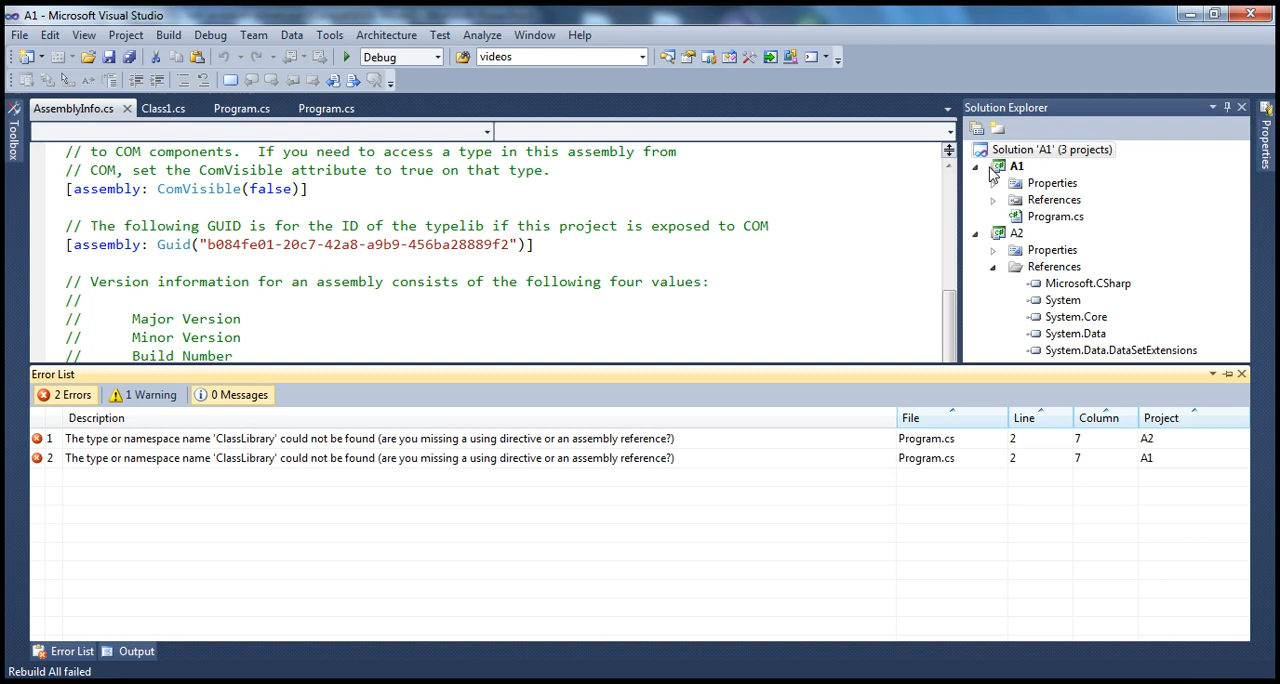 A1 - Microsoft Visual Studio
File Edit View Project Build Debug Team Data Tools Architecture Test Analyze Window Help
Debug videos
AssemblyInfo.cs Class1.cs Program.cs Program.cs
// to COM components.  If you need to access a type in this assembly from
// COM, set the ComVisible attribute to true on that type.
[assembly: ComVisible(false)]
// The following GUID is for the ID of the typelib if this project is exposed to COM
[assembly: Guid("b084fe01-20c7-42a8-a9b9-456ba28889f2")]
// Version information for an assembly consists of the following four values:
//
//      Major Version
//      Minor Version
//      Build Number
Toolbox
Solution Explorer
Solution 'A1' (3 projects)
A1
Properties
References
Program.cs
A2
Properties
References
Microsoft.CSharp
System
System.Core
System.Data
System.Data.DataSetExtensions
Properties
Error List
2 Errors 1 Warning 0 Messages
Description File Line Column Project
1 The type or namespace name 'ClassLibrary' could not be found (are you missing a using directive or an assembly reference?) Program.cs 2 7 A2
2 The type or namespace name 'ClassLibrary' could not be found (are you missing a using directive or an assembly reference?) Program.cs 2 7 A1
Error List Output
Rebuild All failed